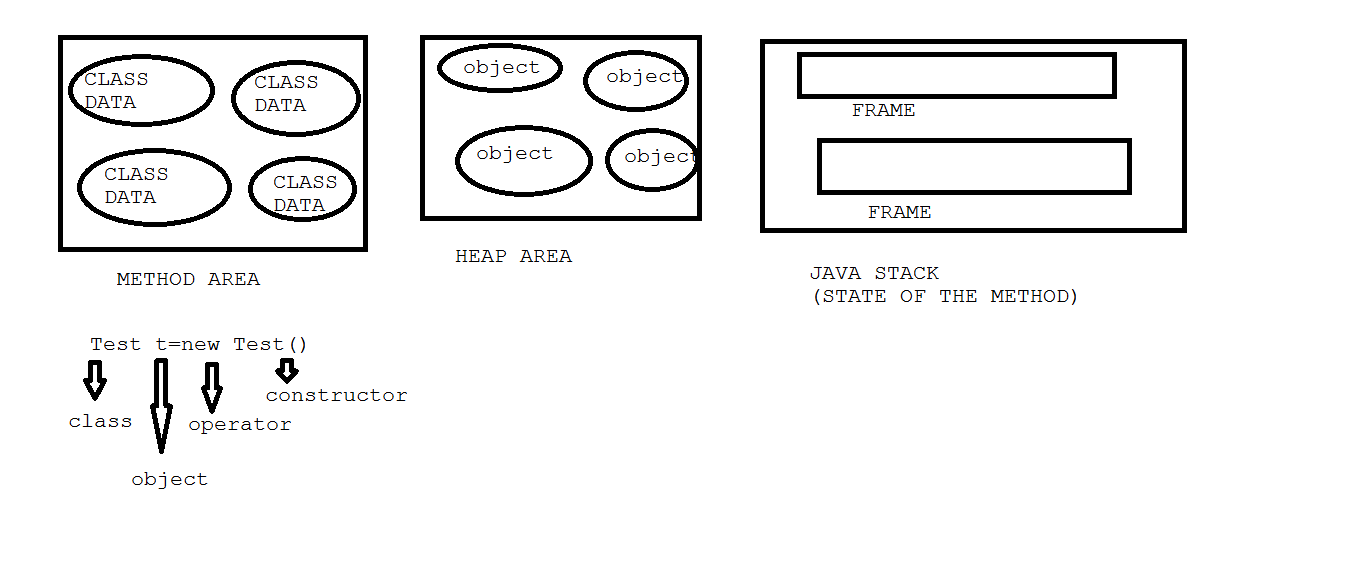 CLASS
DATA
CLASS
DATA
CLASS
DATA
CLASS
DATA
METHOD AREA
object
object
object
object
HEAP AREA
FRAME
FRAME
JAVA STACK
(STATE OF THE METHOD)
Test t=new Test()
class
object
operator
constructor